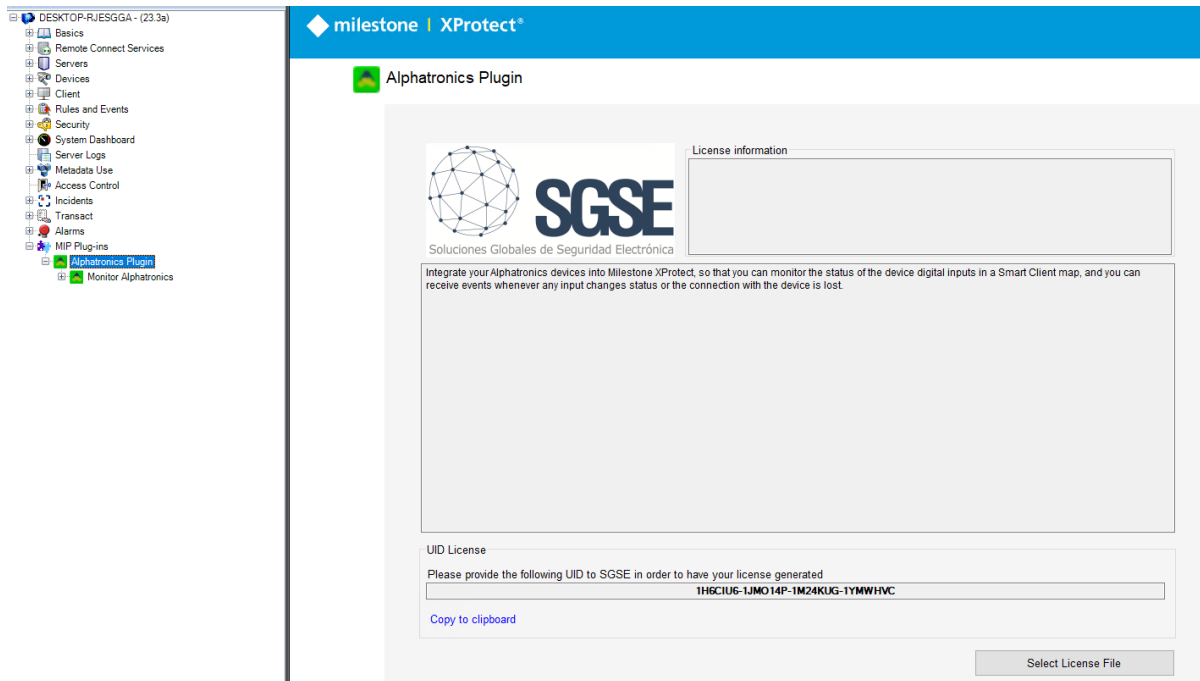 DESKTOP-RJESGGA - (23.3a)
Basics
Remote Connect Services
Servers
Devices
Client
Rules and Events
Security
System Dashboard
Server Logs
Metadata Use
Access Control
Incidents
Transact
Alarms
MIP Plug-ins
Alphatronics Plugin
Monitor Alphatronics
milestone | XProtect®
Alphatronics Plugin
SGSE
Soluciones Globales de Seguridad Electrónica
License information
Integrate your Alphatronics devices into Milestone XProtect, so that you can monitor the status of the device digital inputs in a Smart Client map, and you can
receive events whenever any input changes status or the connection with the device is lost.
UID License
Please provide the following UID to SGSE in order to have your license generated
1H6CIU6-1JMO14P-1M24KUG-1YMWHVC
Copy to clipboard
Select License File